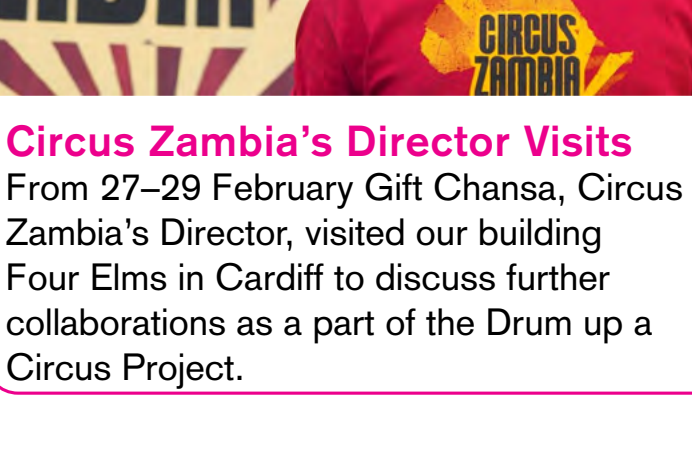 CIRCUS
ZAMBIA
Circus Zambia’s Director Visits
From 27–29 February Gift Chansa, Circus
Zambia’s Director, visited our building
Four Elms in Cardiff to discuss further
collaborations as a part of the Drum up a
Circus Project.